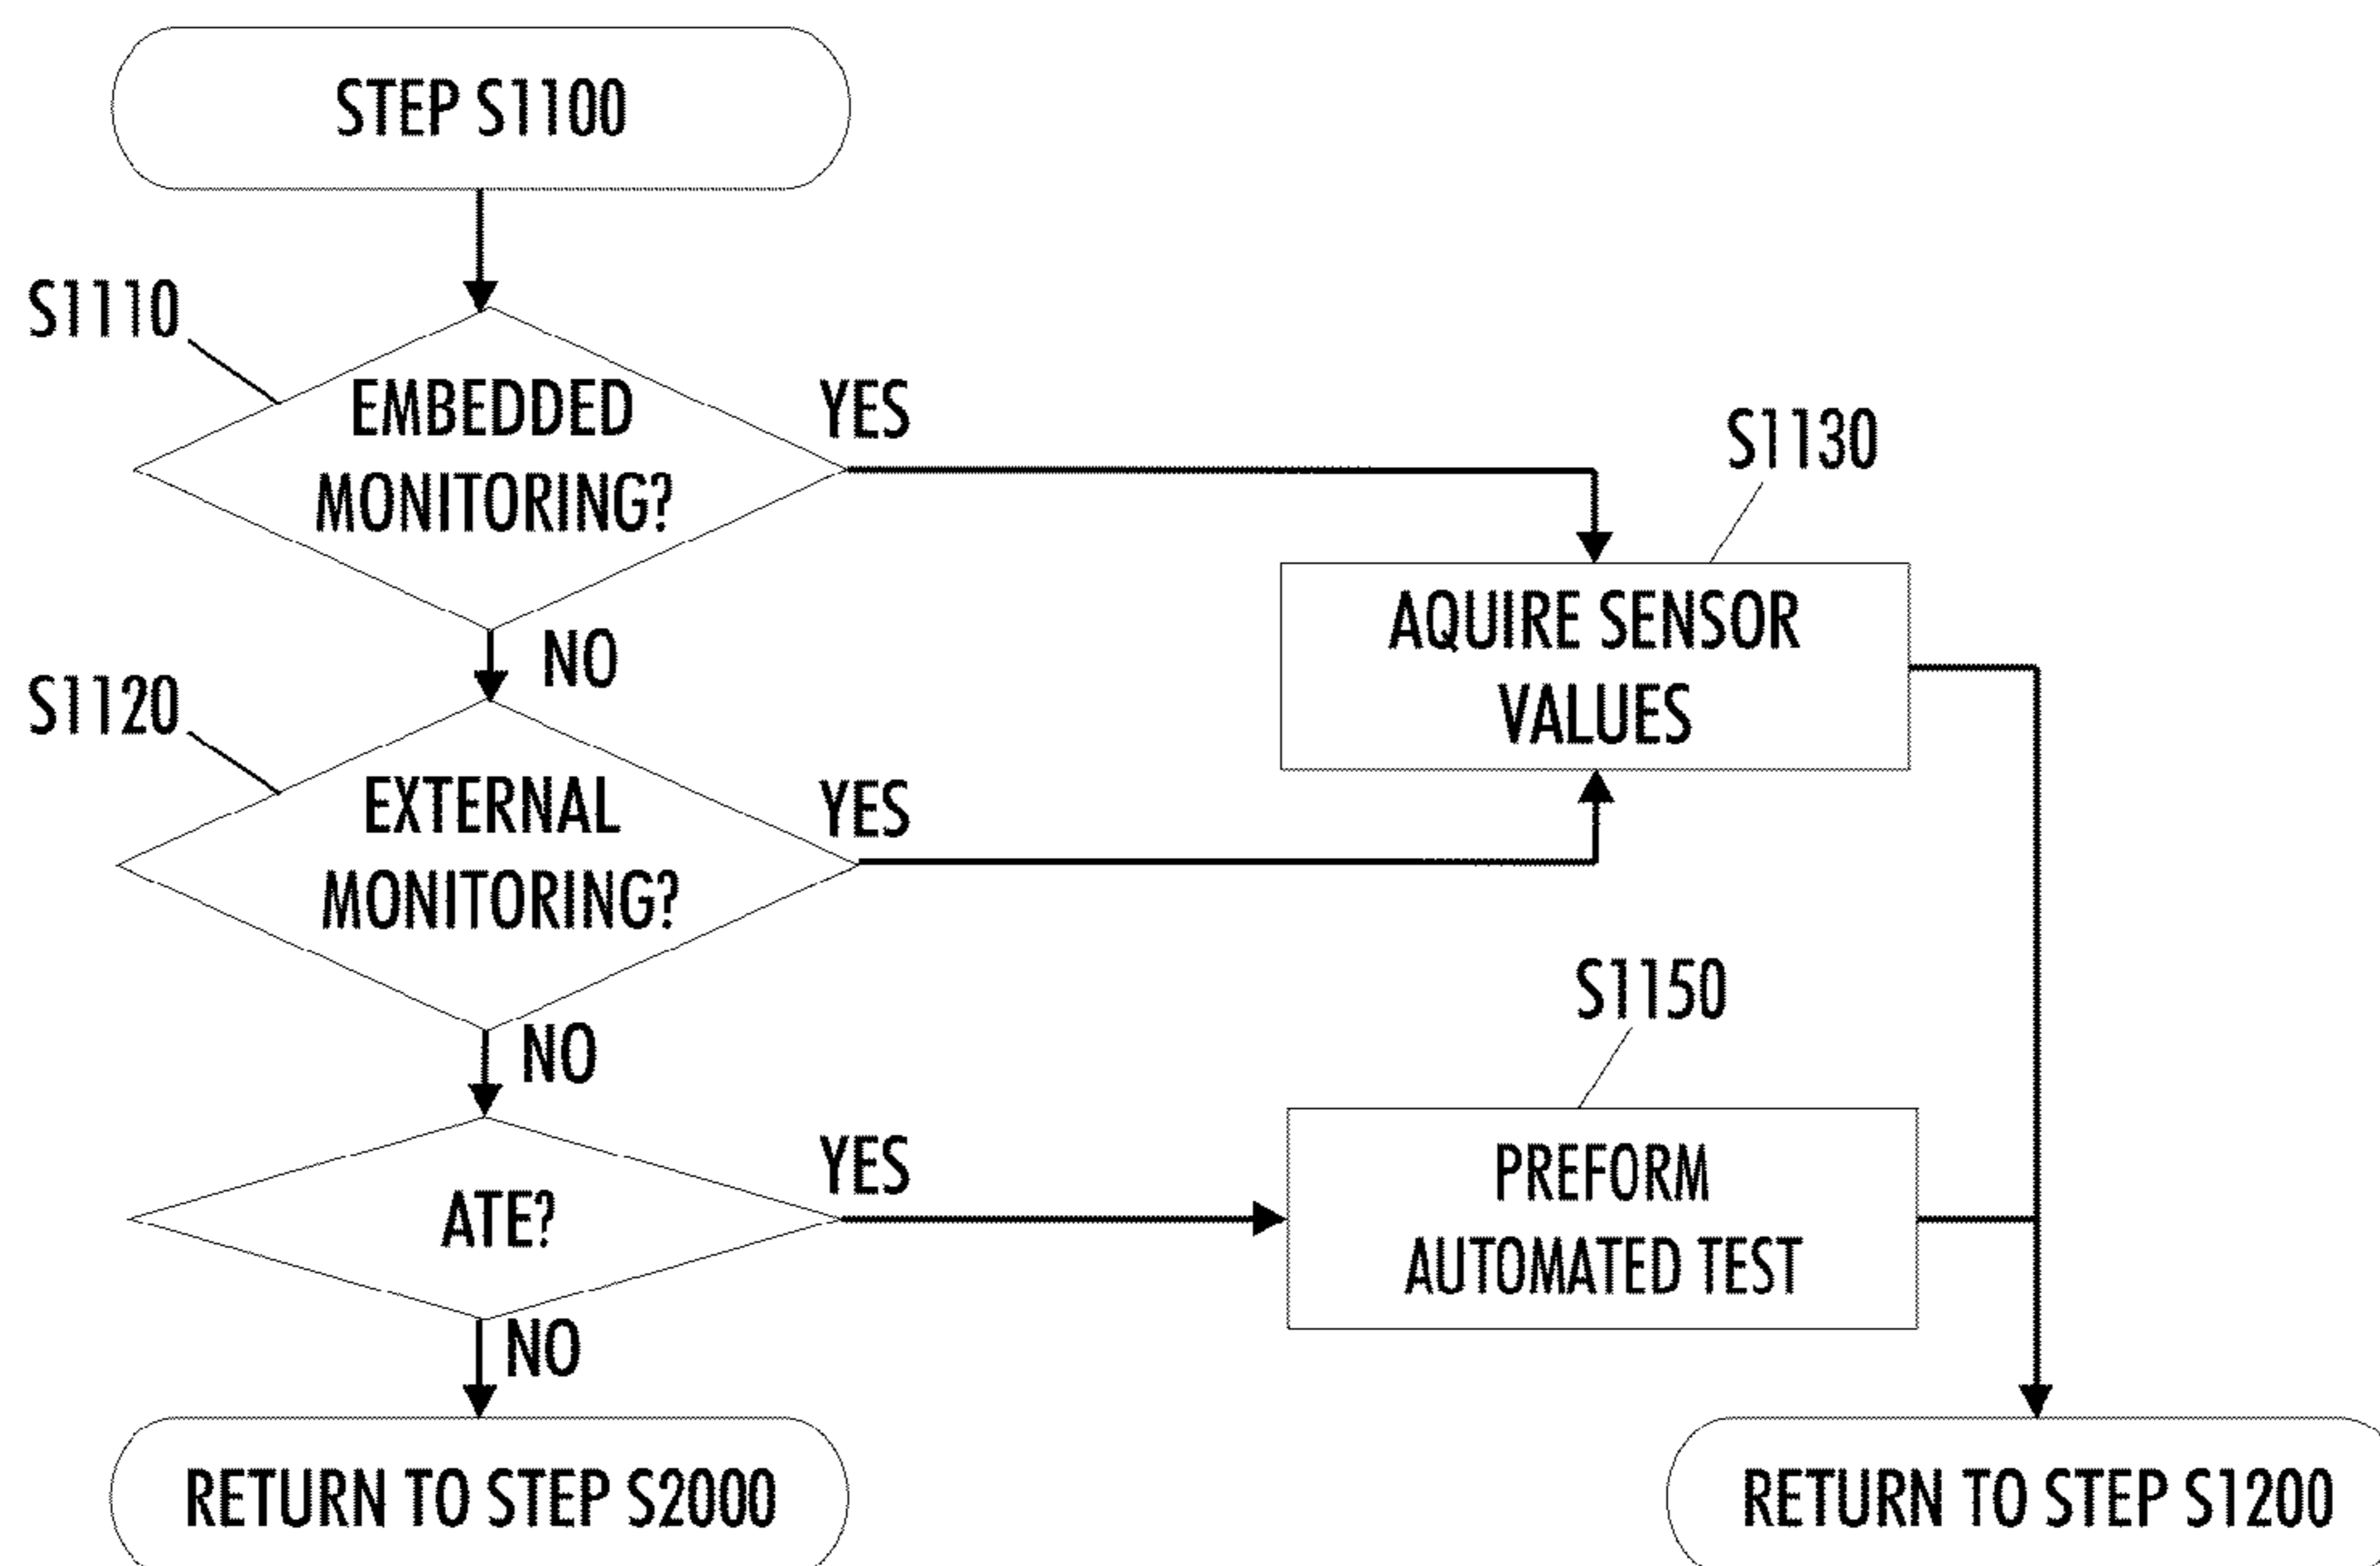 STEP S1100
S1110
EMBEDDED
MONITORING?
YES
S1130
AQUIRE SENSOR
VALUES
NO
S1120
EXTERNAL
MONITORING?
YES
NO
S1150
ATE?
YES
PREFORM
AUTOMATED TEST
NO
RETURN TO STEP S2000
RETURN TO STEP S1200